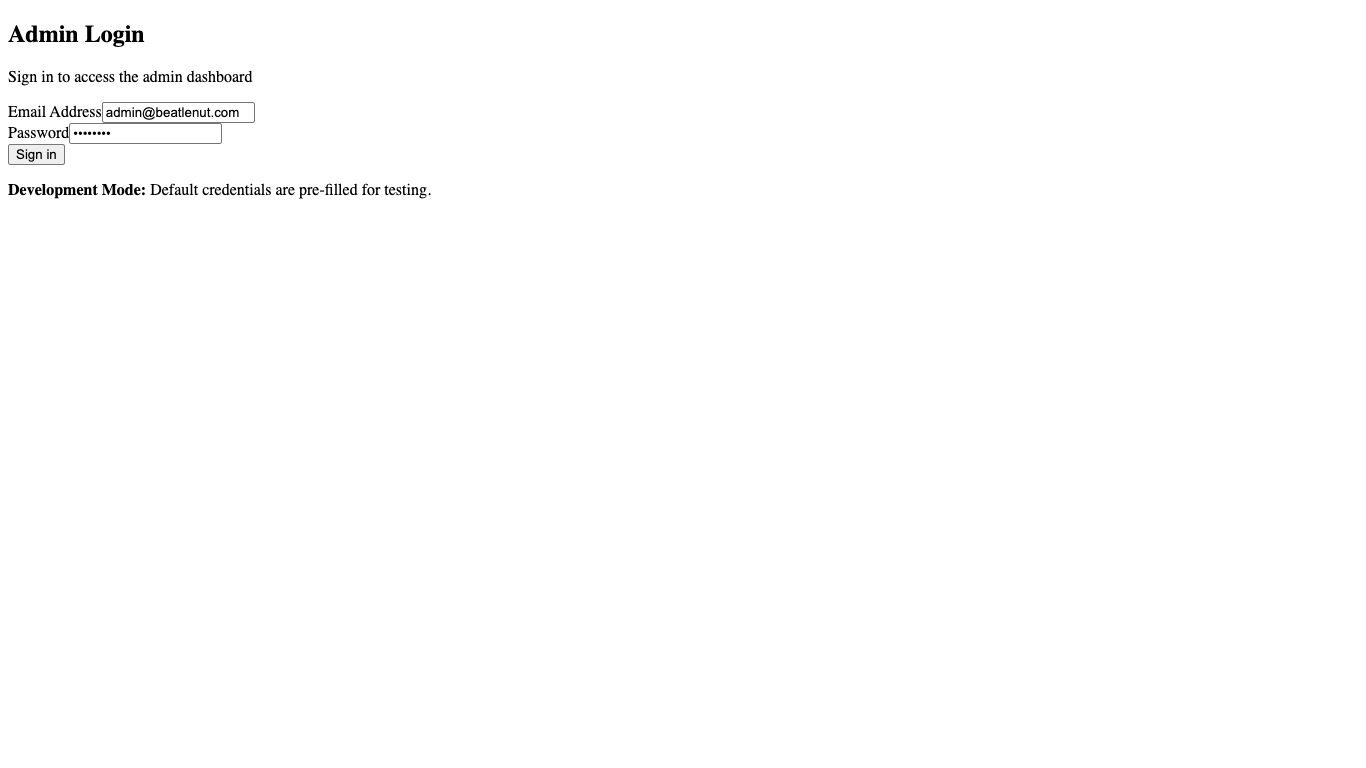 Admin Login
Sign in to access the admin dashboard
Email Address admin@beatlenut.com
Password ••••••••
Sign in
Development Mode: Default credentials are pre-filled for testing.